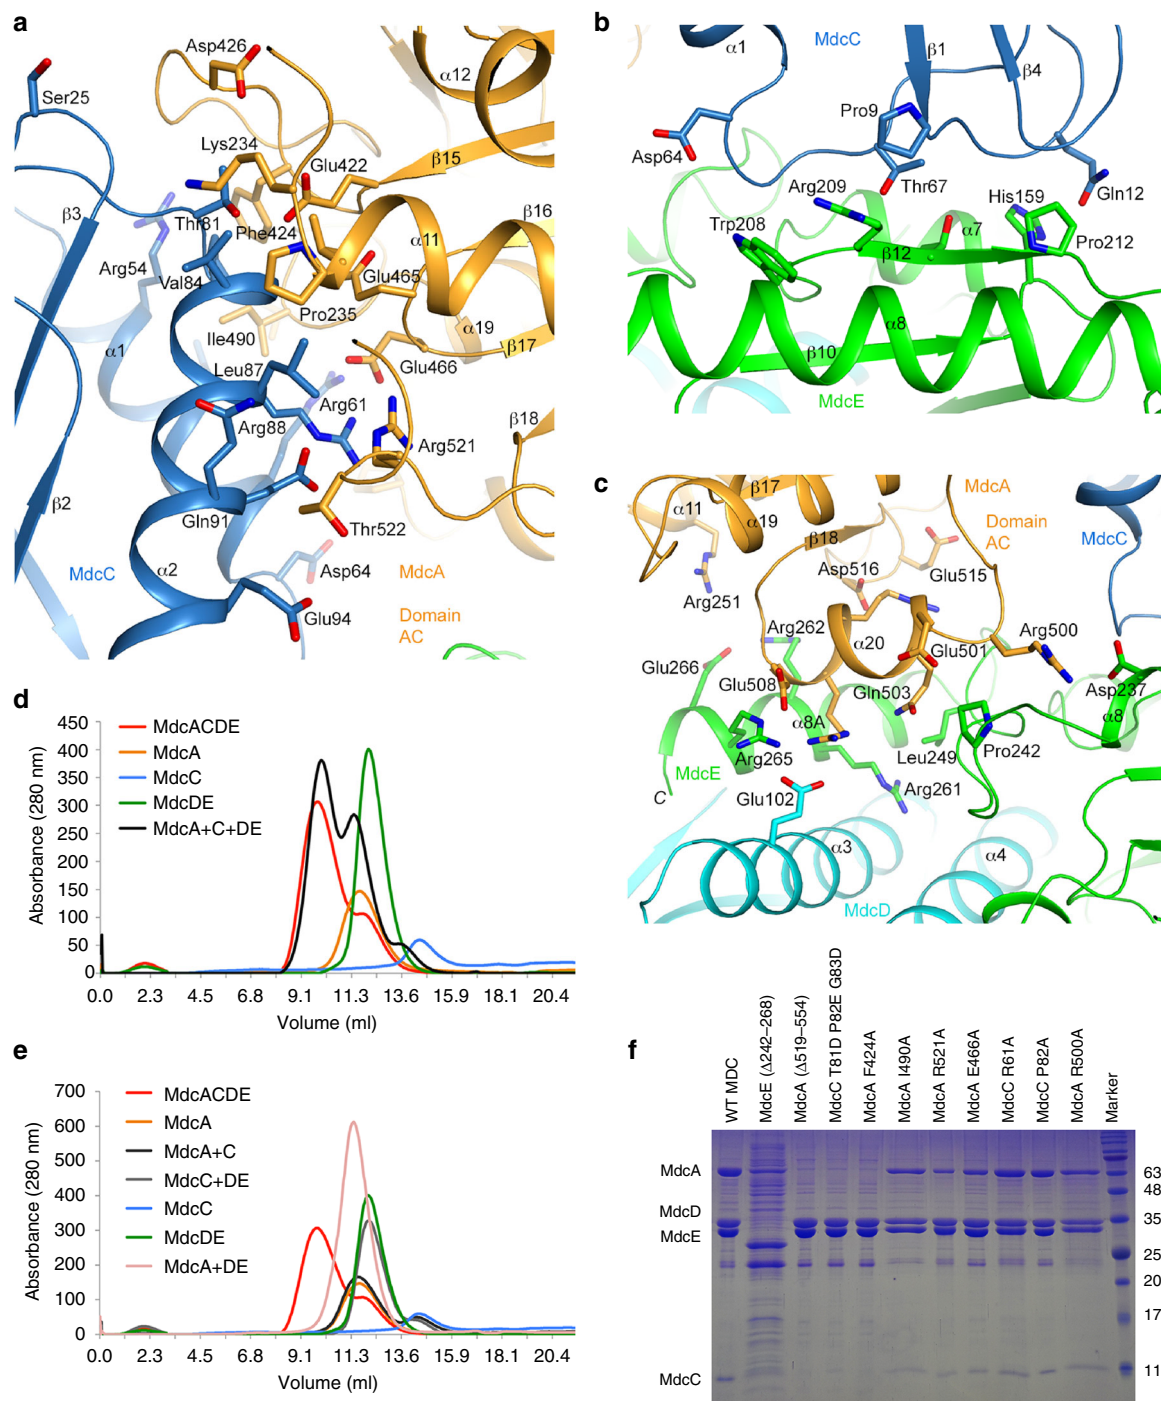 a
Asp426
α12
Ser25
Lys234
Glu422
β15
β3
Thr81
Phe424
β16
α11
Arg54
Val84
Glu465
Pro235
α1
Ile490
α19
β17
Leu87
Glu466
Arg61
Arg88
Arg521
β18
β2
Gln91
Thr522
MdcC
α2
Asp64
MdcA
Glu94
Domain
AC
b
α1
MdcC
β1
β4
Pro9
Asp64
Thr67
Arg209
His159
Gln12
Trp208
α7
β12
Pro212
α8
β10
MdcE
c
β17
MdcA
α11
α19
Domain
AC
MdcC
β18
Asp516
Glu515
Arg251
Arg262
Arg500
α20
Glu501
Glu266
Glu508
Gln503
Asp237
α8
α8A
Arg265
Leu249
Pro242
MdcE
C
Glu102
Arg261
α3
α4
MdcD
d
Absorbance (280 nm)
450
400
350
300
250
200
150
100
50
0
MdcACDE
MdcA
MdcC
MdcDE
MdcA+C+DE
0.0 2.3 4.5 6.8 9.1 11.3 13.6 15.9 18.1 20.4
Volume (ml)
e
Absorbance (280 nm)
700
600
500
400
300
200
100
0
MdcACDE
MdcA
MdcA+C
MdcC+DE
MdcC
MdcDE
MdcA+DE
0.0 2.3 4.5 6.8 9.1 11.3 13.6 15.9 18.1 20.4
Volume (ml)
f
WT MDC
MdcE (Δ242–268)
MdcA (Δ519–554)
MdcC T81D P82E G83D
MdcA F424A
MdcA I490A
MdcA R521A
MdcA E466A
MdcC R61A
MdcC P82A
MdcA R500A
Marker
MdcA
MdcD
MdcE
MdcC
63
48
35
25
20
17
11